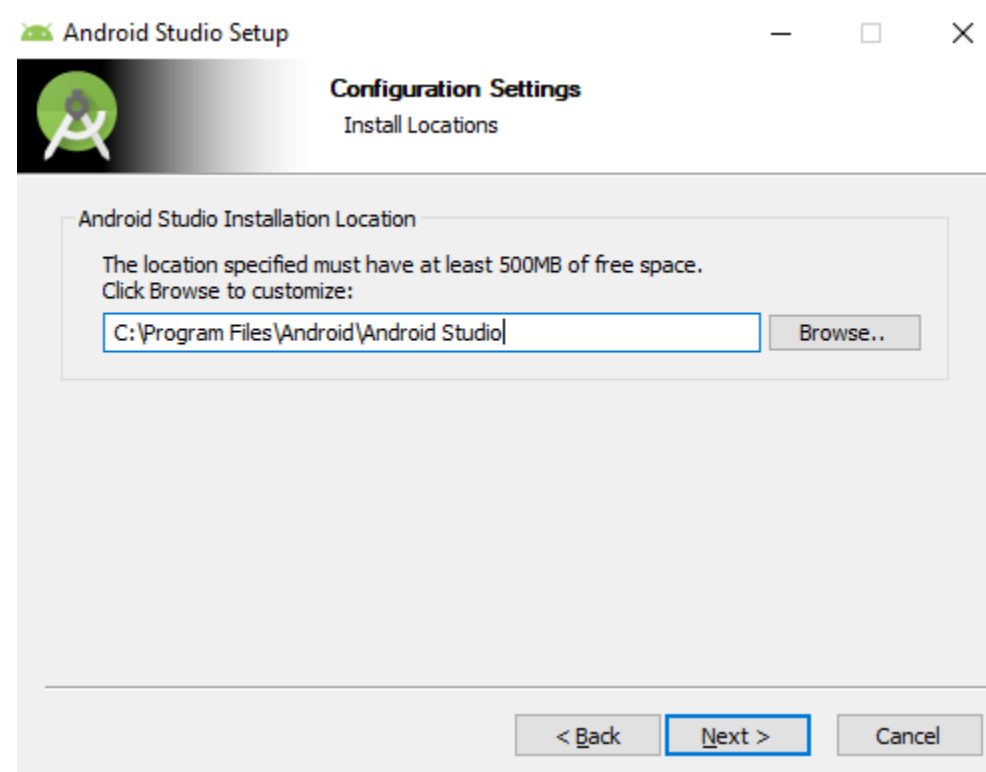 Android Studio Setup
Configuration Settings
Install Locations
Android Studio Installation Location
The location specified must have at least 500MB of free space.
Click Browse to customize:
C:\Program Files\Android\Android Studio
Browse..
< Back
Next >
Cancel